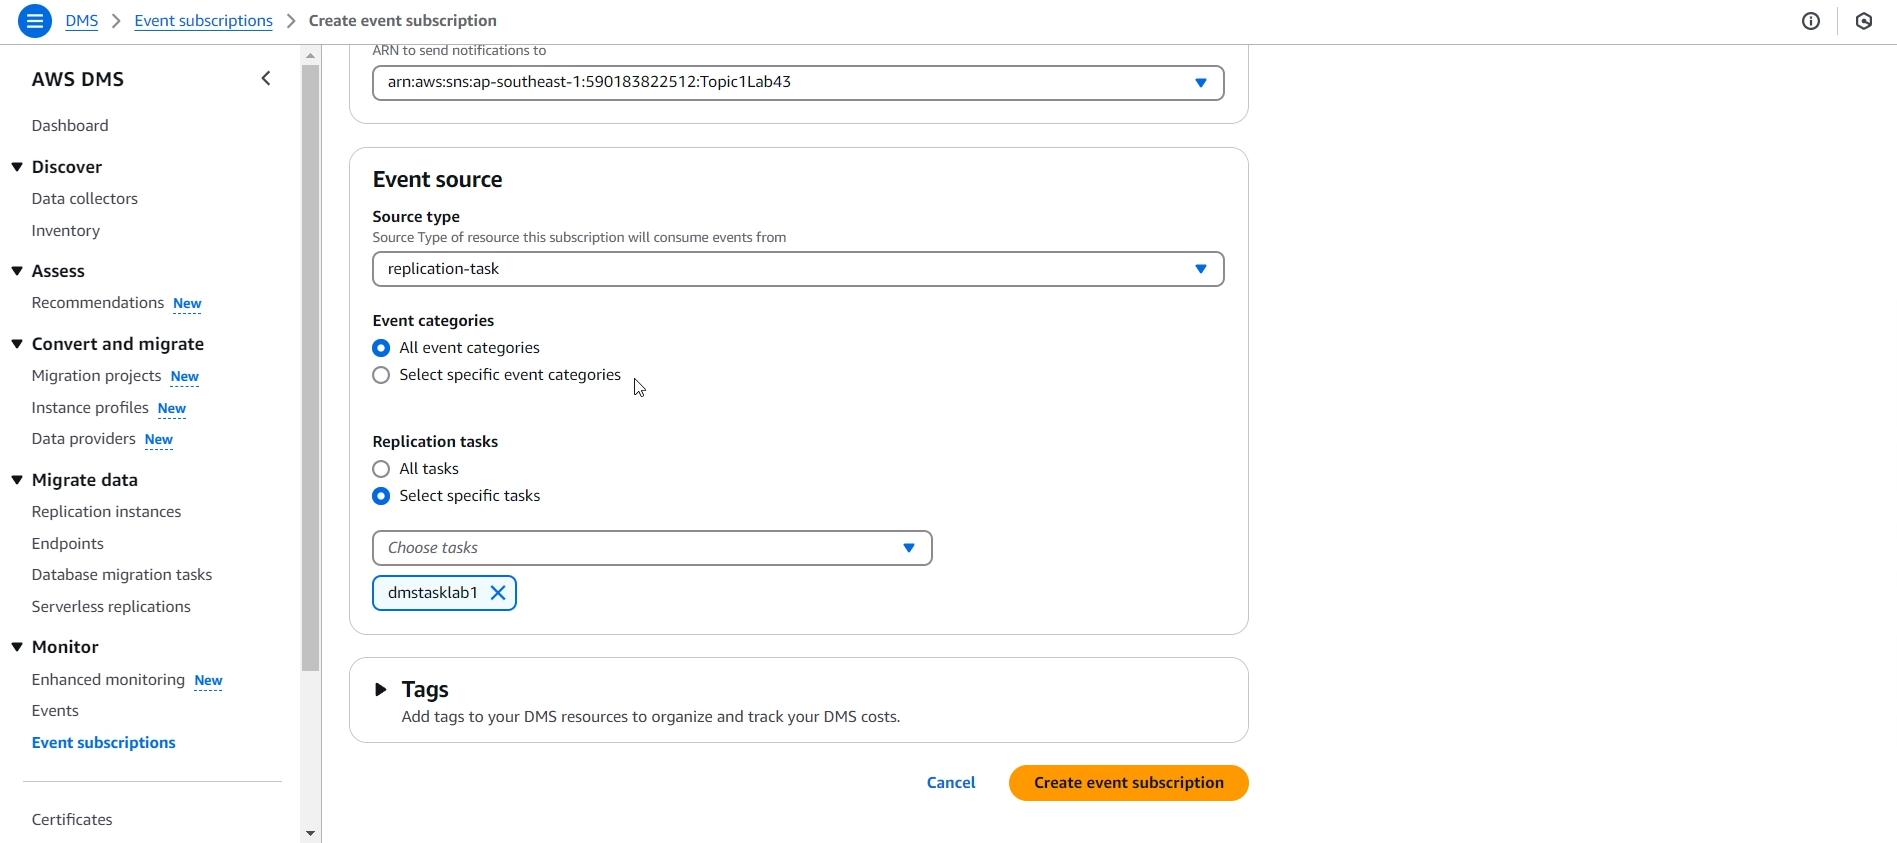 DMS > Event subscriptions > Create event subscription
AWS DMS
Dashboard
Discover
Data collectors
Inventory
Assess
Recommendations New
Convert and migrate
Migration projects New
Instance profiles New
Data providers New
Migrate data
Replication instances
Endpoints
Database migration tasks
Serverless replications
Monitor
Enhanced monitoring New
Events
Event subscriptions
Certificates
ARN to send notifications to
arn:aws:sns:ap-southeast-1:590183822512:Topic1Lab43
Event source
Source type
Source Type of resource this subscription will consume events from
replication-task
Event categories
All event categories
Select specific event categories
Replication tasks
All tasks
Select specific tasks
Choose tasks
dmstasklab1
Tags
Add tags to your DMS resources to organize and track your DMS costs.
Cancel
Create event subscription